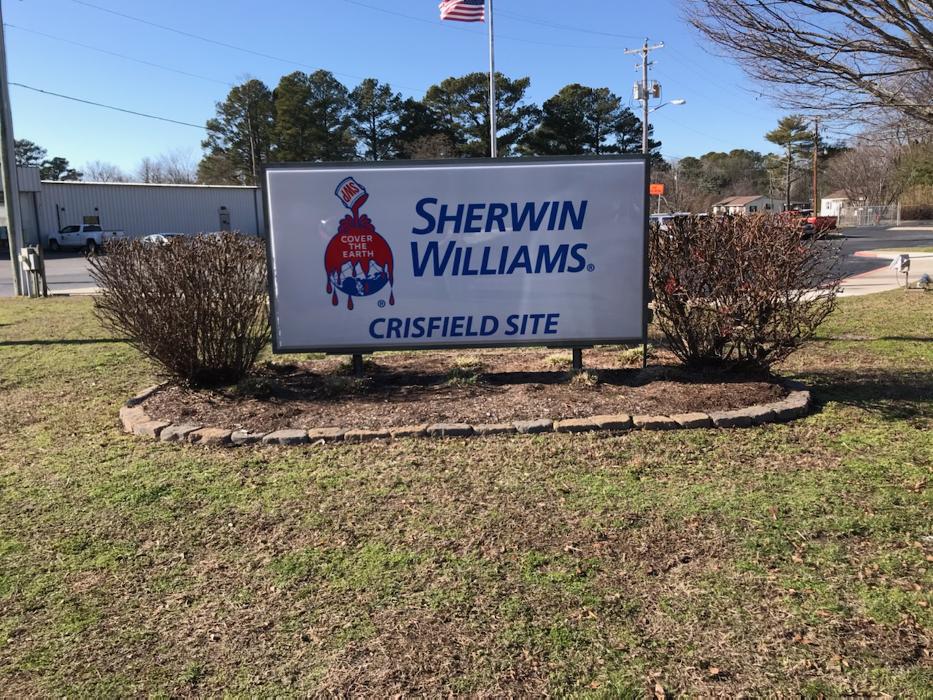 SWP
COVER
THE
EARTH
®
SHERWIN
WILLIAMS®
CRISFIELD SITE